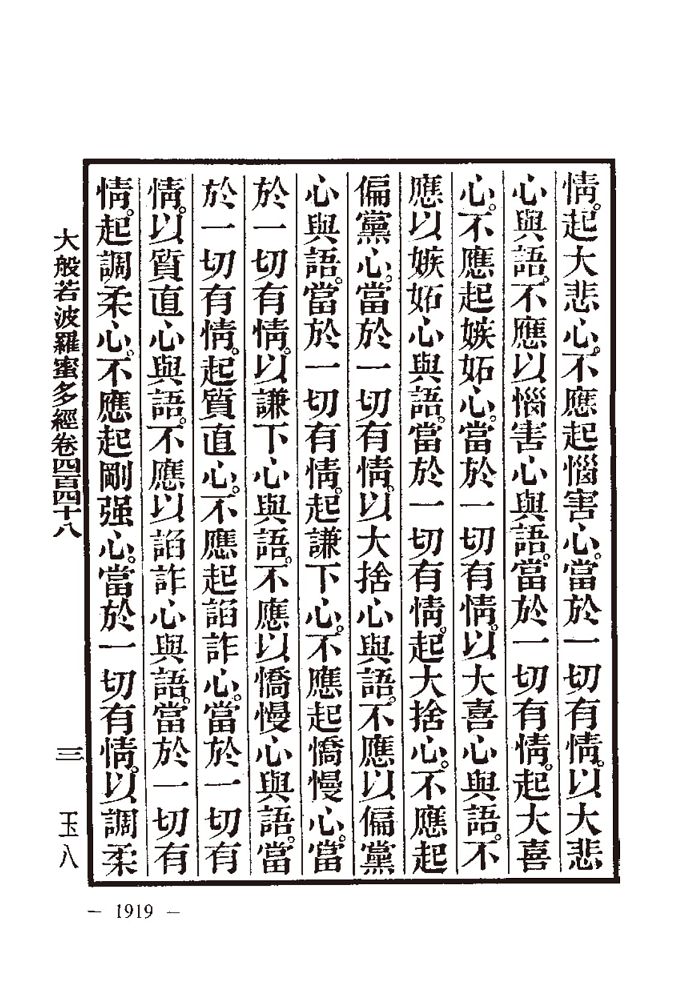 情。起大悲心。不應起惱害心。當於一切有情。以大悲
心與語。不應以惱害心與語。當於一切有情。起大喜
心。不應起嫉妬心。當於一切有情。以大喜心與語。不
應以嫉妬心與語。當於一切有情。起大捨心。不應起
偏黨心。當於一切有情。以大捨心與語。不應以偏黨
心與語。當於一切有情。起謙下心。不應起憍慢心。當
於一切有情。以謙下心與語。不應以憍慢心與語。當
於一切有情。起質直心。不應起諂詐心。當於一切有
情。以質直心與語。不應以諂詐心與語。當於一切有
情。起調柔心。不應起剛强心。當於一切有情。以調柔
大般若波羅蜜多經卷四百四十八 三 玉八
— 1919 —